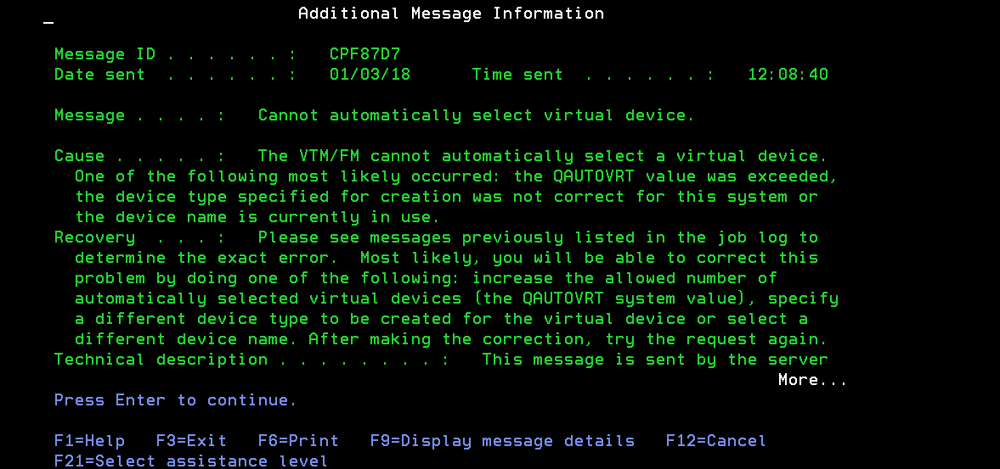 Additional Message Information
Message ID . . . . . . :   CPF87D7
Date sent  . . . . . . :   01/03/18      Time sent  . . . . . . :   12:08:40
Message . . . . :   Cannot automatically select virtual device.
Cause . . . . . :   The VTM/FM cannot automatically select a virtual device.
One of the following most likely occurred: the QAUTOVRT value was exceeded,
the device type specified for creation was not correct for this system or
the device name is currently in use.
Recovery  . . . :   Please see messages previously listed in the job log to
determine the exact error.  Most likely, you will be able to correct this
problem by doing one of the following: increase the allowed number of
automatically selected virtual devices (the QAUTOVRT system value), specify
a different device type to be created for the virtual device or select a
different device name. After making the correction, try the request again.
Technical description . . . . . . . . :   This message is sent by the server
More...
Press Enter to continue.
F1=Help   F3=Exit   F6=Print   F9=Display message details   F12=Cancel
F21=Select assistance level